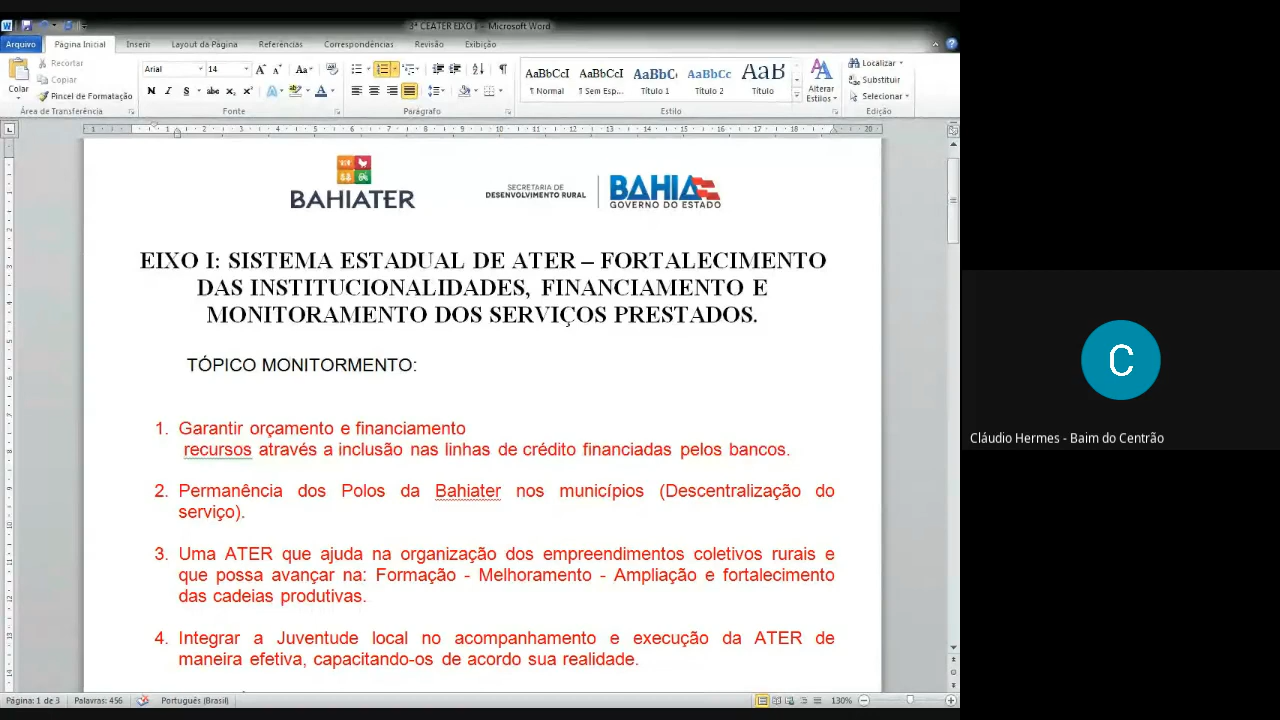 3ª CEATER EIXO I - Microsoft Word
Arquivo
Página Inicial
Inserir
Layout da Página
Referências
Correspondências
Revisão
Exibição
Colar
Recortar
Copiar
Pincel de Formatação
Área de Transferência
Arial
14
Fonte
Parágrafo
AaBbCcI
¶ Normal
AaBbCcI
¶ Sem Esp...
AaBbC
Título 1
AaBbCc
Título 2
AaB
Título
Alterar
Estilos
Estilo
Localizar
Substituir
Selecionar
Edição
BAHIATER
SECRETARIA DE
DESENVOLVIMENTO RURAL
BAHIA
GOVERNO DO ESTADO
EIXO I: SISTEMA ESTADUAL DE ATER – FORTALECIMENTO
DAS INSTITUCIONALIDADES, FINANCIAMENTO E
MONITORAMENTO DOS SERVIÇOS PRESTADOS.
TÓPICO MONITORMENTO:
1. Garantir orçamento e financiamento
recursos através a inclusão nas linhas de crédito financiadas pelos bancos.
2. Permanência dos Polos da Bahiater nos municípios (Descentralização do
serviço).
3. Uma ATER que ajuda na organização dos empreendimentos coletivos rurais e
que possa avançar na: Formação - Melhoramento - Ampliação e fortalecimento
das cadeias produtivas.
4. Integrar a Juventude local no acompanhamento e execução da ATER de
maneira efetiva, capacitando-os de acordo sua realidade.
Página: 1 de 3
Palavras: 456
Português (Brasil)
130%
C
Cláudio Hermes - Baim do Centrão